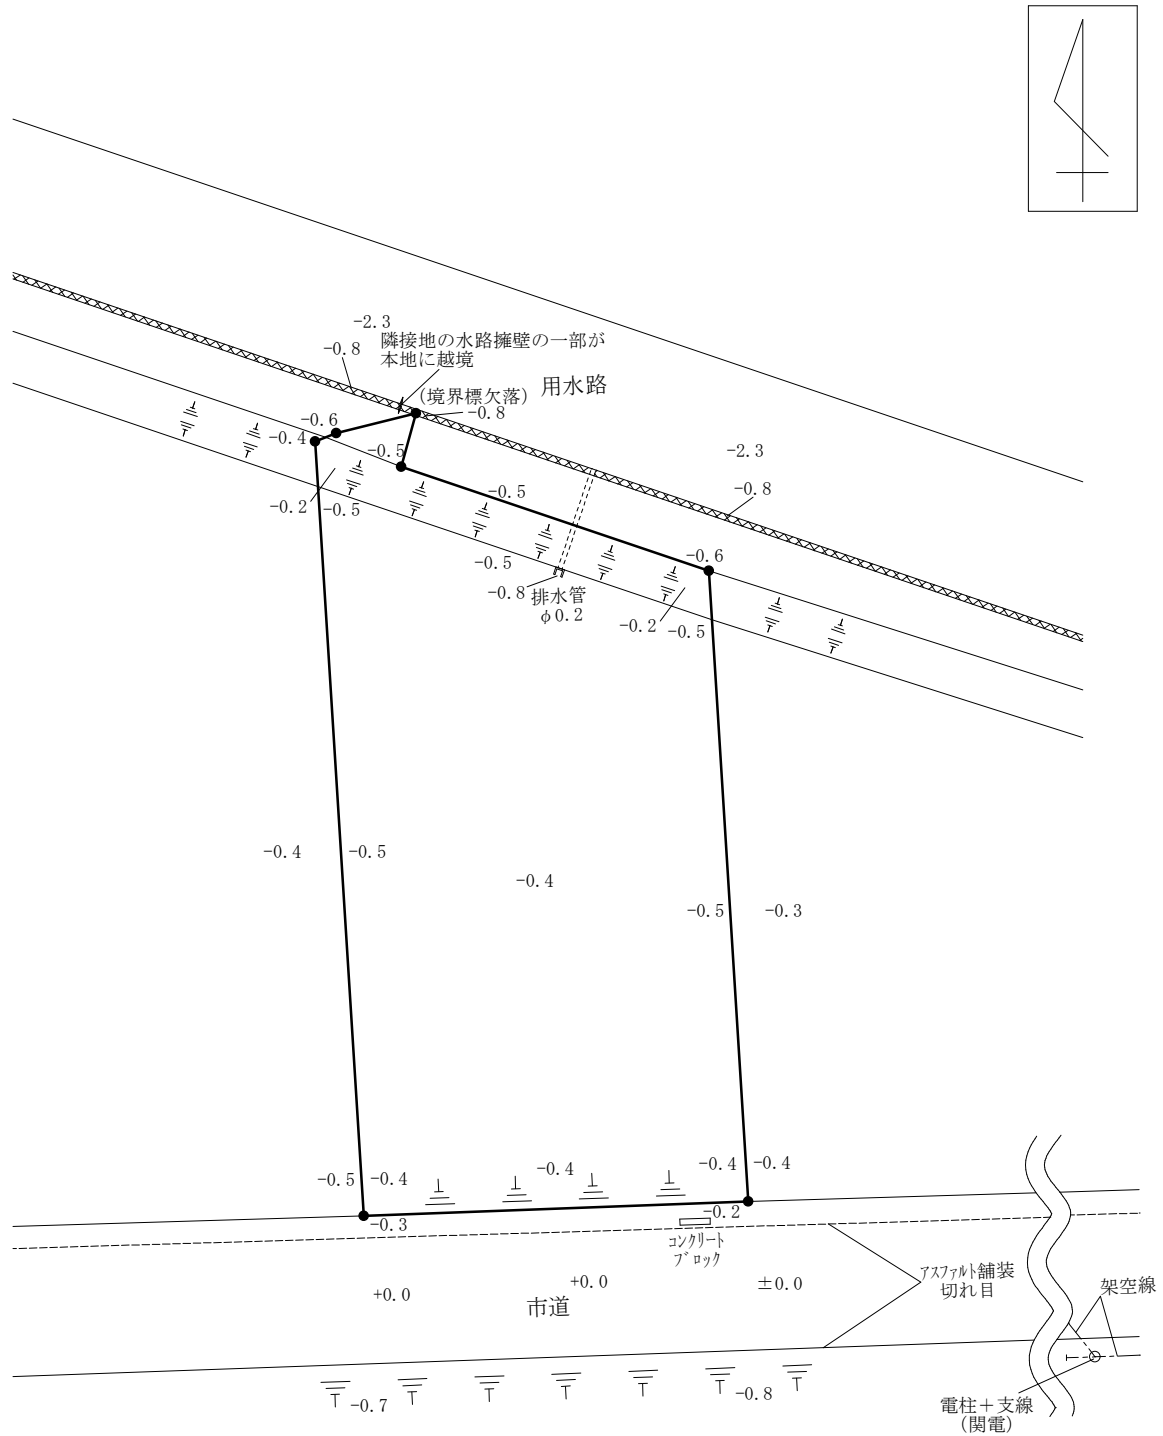 -2.3
隣接地の水路擁壁の一部が
本地に越境
-0.8
用水路
(境界標欠落)
-0.8
-0.6
-0.4
-0.5
-2.3
-0.8
-0.5
-0.2
-0.5
-0.6
-0.5
-0.8
排水管
φ0.2
-0.2
-0.5
-0.4
-0.5
-0.4
-0.5
-0.3
-0.5
-0.4
-0.4
-0.4
-0.4
-0.3
-0.2
コンクリート
ブロック
+0.0
+0.0
±0.0
市道
アスファルト舗装
切れ目
架空線
-0.7
-0.8
電柱+支線
(関電)